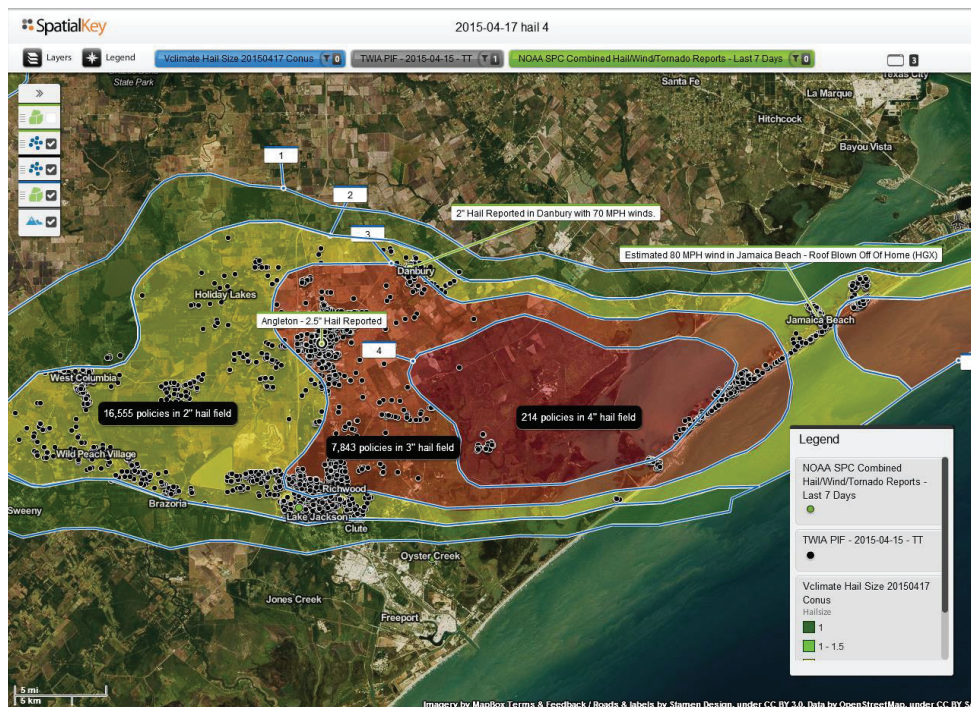 SpatialKey
2015-04-17 hail 4
Layers
Legend
Vclimate Hail Size 20150417 Conus
0
TWIA PIF - 2015-04-15 - TT
1
NOAA SPC Combined Hail/Wind/Tornado Reports - Last 7 Days
0
3
State Park
Santa Fe
Texas City
La Marque
Hitchcock
Bayou Vista
1
2
2" Hail Reported in Danbury with 70 MPH winds.
3
Estimated 80 MPH wind in Jamaica Beach - Roof Blown Off Of Home (HGX)
Danbury
Holiday Lakes
Angleton - 2.5" Hail Reported
Jamaica Beach
4
West Columbia
16,555 policies in 2" hail field
214 policies in 4" hail field
7,843 policies in 3" hail field
Wild Peach Village
Richwood
Brazoria
Sweeny
Lake Jackson
Clute
Oyster Creek
Jones Creek
Freeport
Legend
NOAA SPC Combined
Hail/Wind/Tornado Reports -
Last 7 Days
TWIA PIF - 2015-04-15 - TT
Vclimate Hail Size 20150417
Conus
Hailsize
1
1 - 1.5
5 mi
5 km
Imagery by MapBox Terms & Feedback / Roads & labels by Stamen Design, under CC BY 3.0. Data by OpenStreetMap, under CC BY S